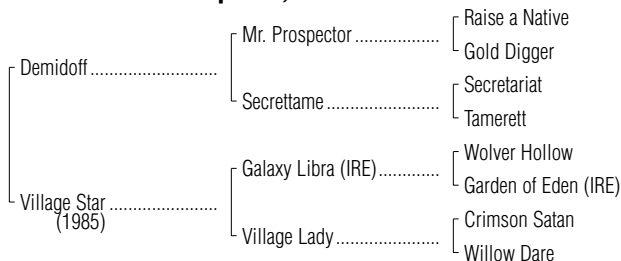 Mr. Prospector
Raise a Native
Gold Digger
Demidoff
Secrettame
Secretariat
Tamerett
Galaxy Libra (IRE)
Wolver Hollow
Garden of Eden (IRE)
Village Star
(1985)
Village Lady
Crimson Satan
Willow Dare